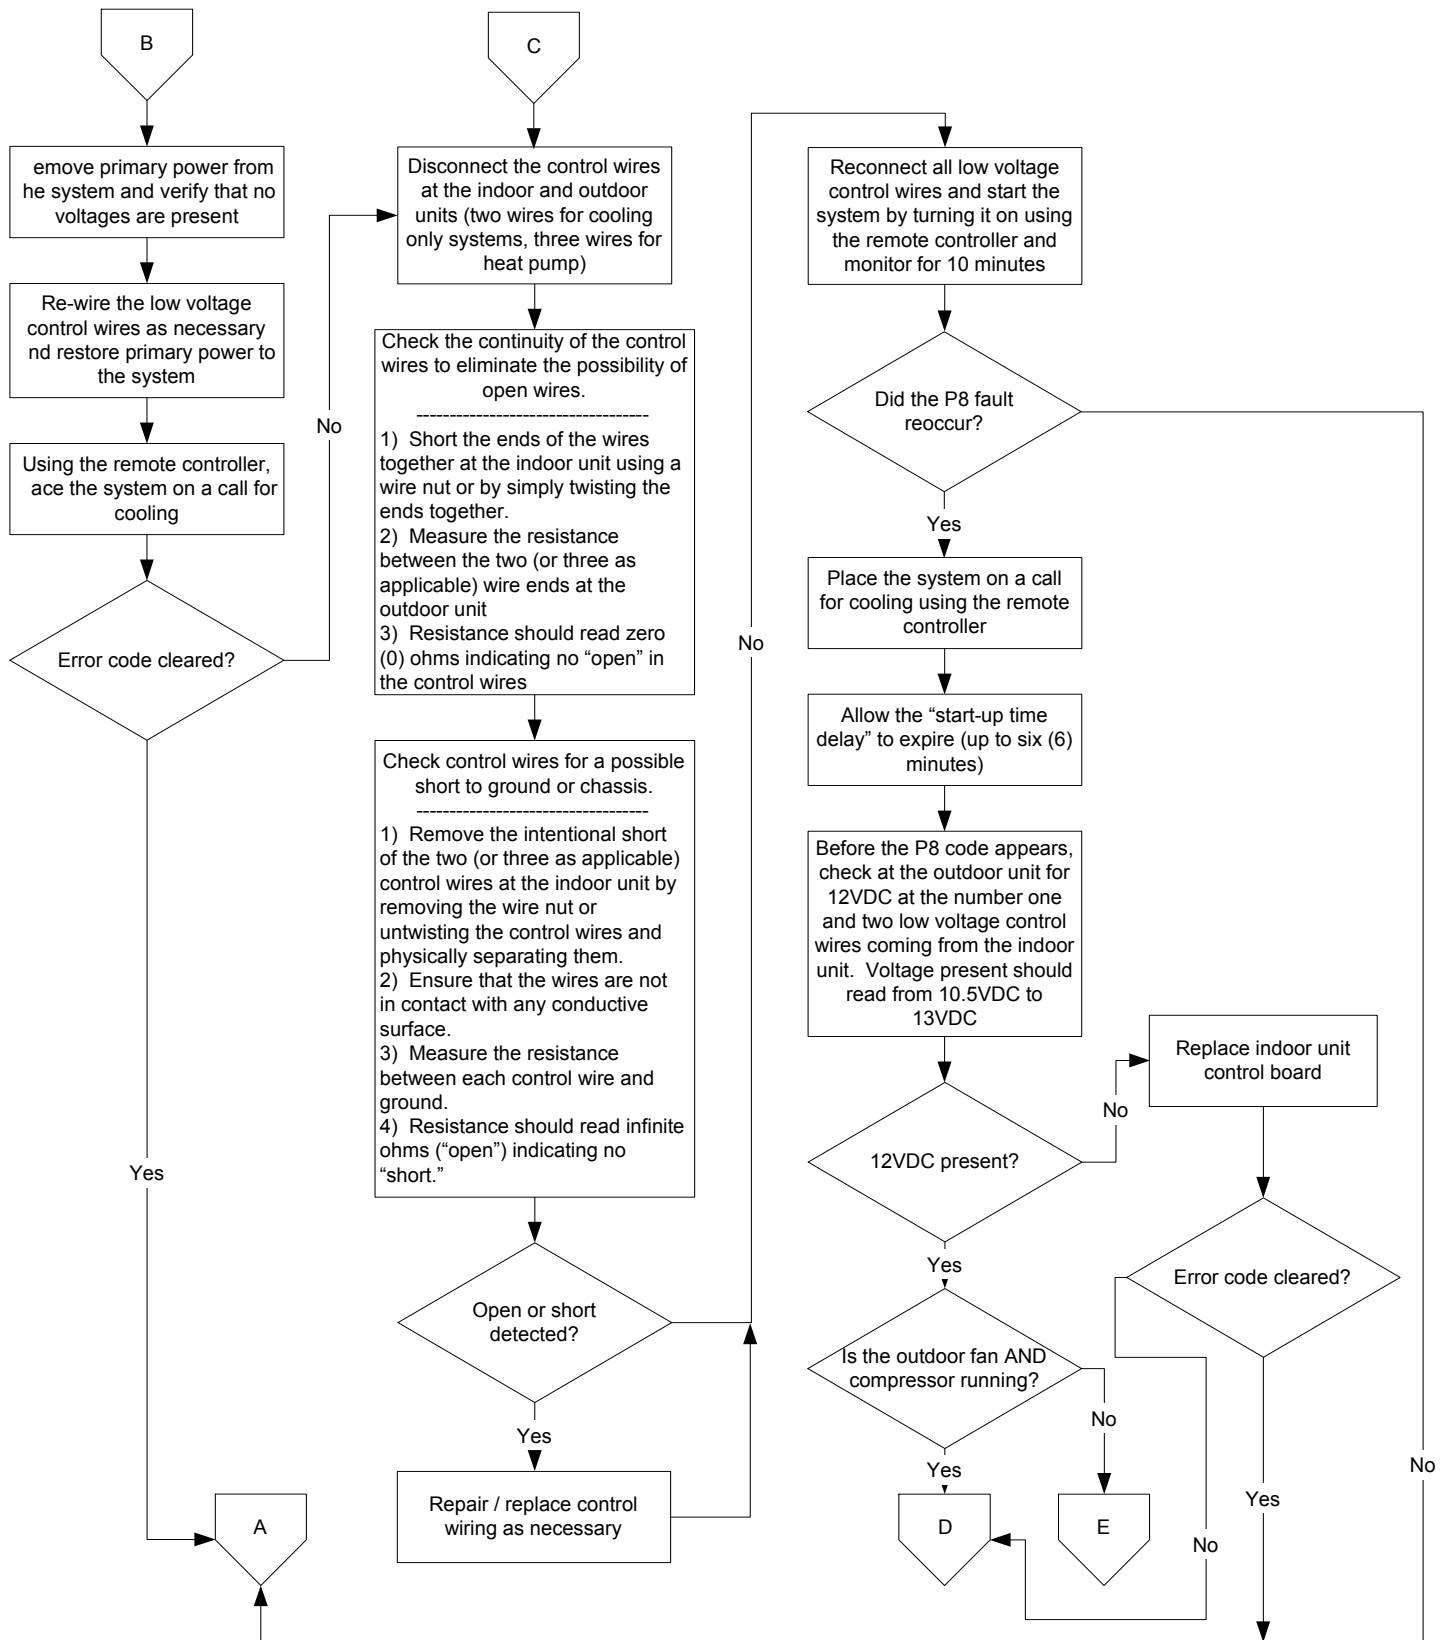 B
emove primary power from
he system and verify that no
voltages are present
Re-wire the low voltage
control wires as necessary
nd restore primary power to
the system
Using the remote controller,
ace the system on a call for
cooling
Error code cleared?
No
Yes
A
C
Disconnect the control wires
at the indoor and outdoor
units (two wires for cooling
only systems, three wires for
heat pump)
Check the continuity of the control
wires to eliminate the possibility of
open wires.
-----------------------------------
1) Short the ends of the wires
together at the indoor unit using a
wire nut or by simply twisting the
ends together.
2) Measure the resistance
between the two (or three as
applicable) wire ends at the
outdoor unit
3) Resistance should read zero
(0) ohms indicating no “open” in
the control wires
Check control wires for a possible
short to ground or chassis.
-----------------------------------
1) Remove the intentional short
of the two (or three as applicable)
control wires at the indoor unit by
removing the wire nut or
untwisting the control wires and
physically separating them.
2) Ensure that the wires are not
in contact with any conductive
surface.
3) Measure the resistance
between each control wire and
ground.
4) Resistance should read infinite
ohms (“open”) indicating no
“short.”
Open or short
detected?
No
Yes
Repair / replace control
wiring as necessary
Reconnect all low voltage
control wires and start the
system by turning it on using
the remote controller and
monitor for 10 minutes
Did the P8 fault
reoccur?
Yes
No
Place the system on a call
for cooling using the remote
controller
Allow the “start-up time
delay” to expire (up to six (6)
minutes)
Before the P8 code appears,
check at the outdoor unit for
12VDC at the number one
and two low voltage control
wires coming from the indoor
unit. Voltage present should
read from 10.5VDC to
13VDC
12VDC present?
No
Yes
Replace indoor unit
control board
Error code cleared?
Yes
No
Is the outdoor fan AND
compressor running?
No
Yes
D
E